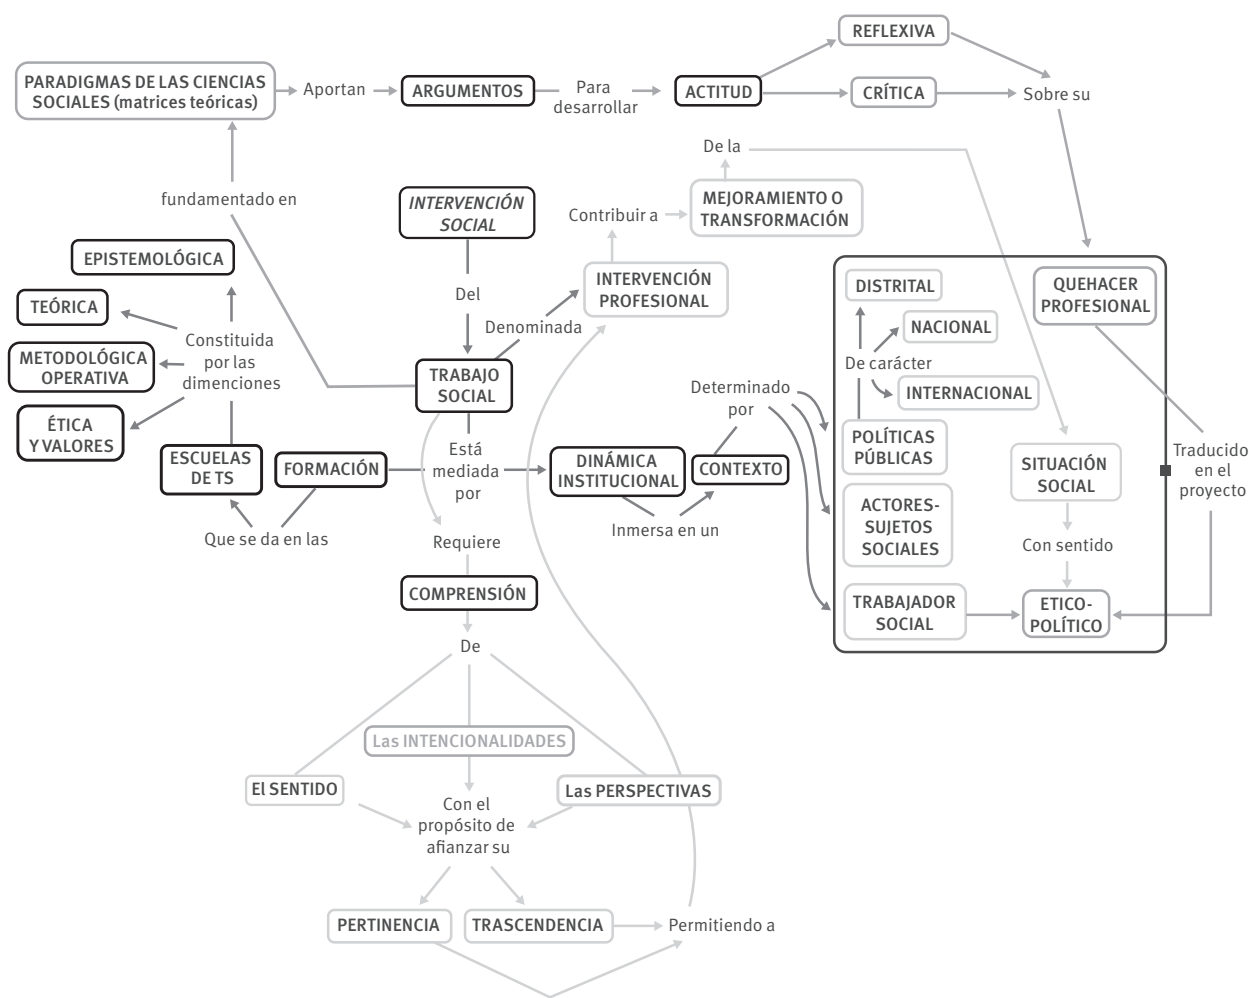 REFLEXIVA
PARADIGMAS DE LAS CIENCIAS
SOCIALES (matrices teóricas)
Aportan
ARGUMENTOS
Para
desarrollar
ACTITUD
CRÍTICA
Sobre su
De la
fundamentado en
INTERVENCIÓN
SOCIAL
Contribuir a
MEJORAMIENTO O
TRANSFORMACIÓN
EPISTEMOLÓGICA
TEÓRICA
METODOLÓGICA
OPERATIVA
ÉTICA
Y VALORES
Constituida
por las
dimenciones
Del
Denominada
INTERVENCIÓN
PROFESIONAL
TRABAJO
SOCIAL
DISTRITAL
NACIONAL
De carácter
INTERNACIONAL
QUEHACER
PROFESIONAL
Determinado
por
POLÍTICAS
PÚBLICAS
ESCUELAS
DE TS
FORMACIÓN
Está
mediada
por
DINÁMICA
INSTITUCIONAL
CONTEXTO
SITUACIÓN
SOCIAL
Traducido
en el
proyecto
Que se da en las
Inmersa en un
ACTORES-
SUJETOS
SOCIALES
Requiere
Con sentido
COMPRENSIÓN
TRABAJADOR
SOCIAL
ETICO-
POLÍTICO
De
Las INTENCIONALIDADES
El SENTIDO
Las PERSPECTIVAS
Con el
propósito de
afianzar su
PERTINENCIA
TRASCENDENCIA
Permitiendo a